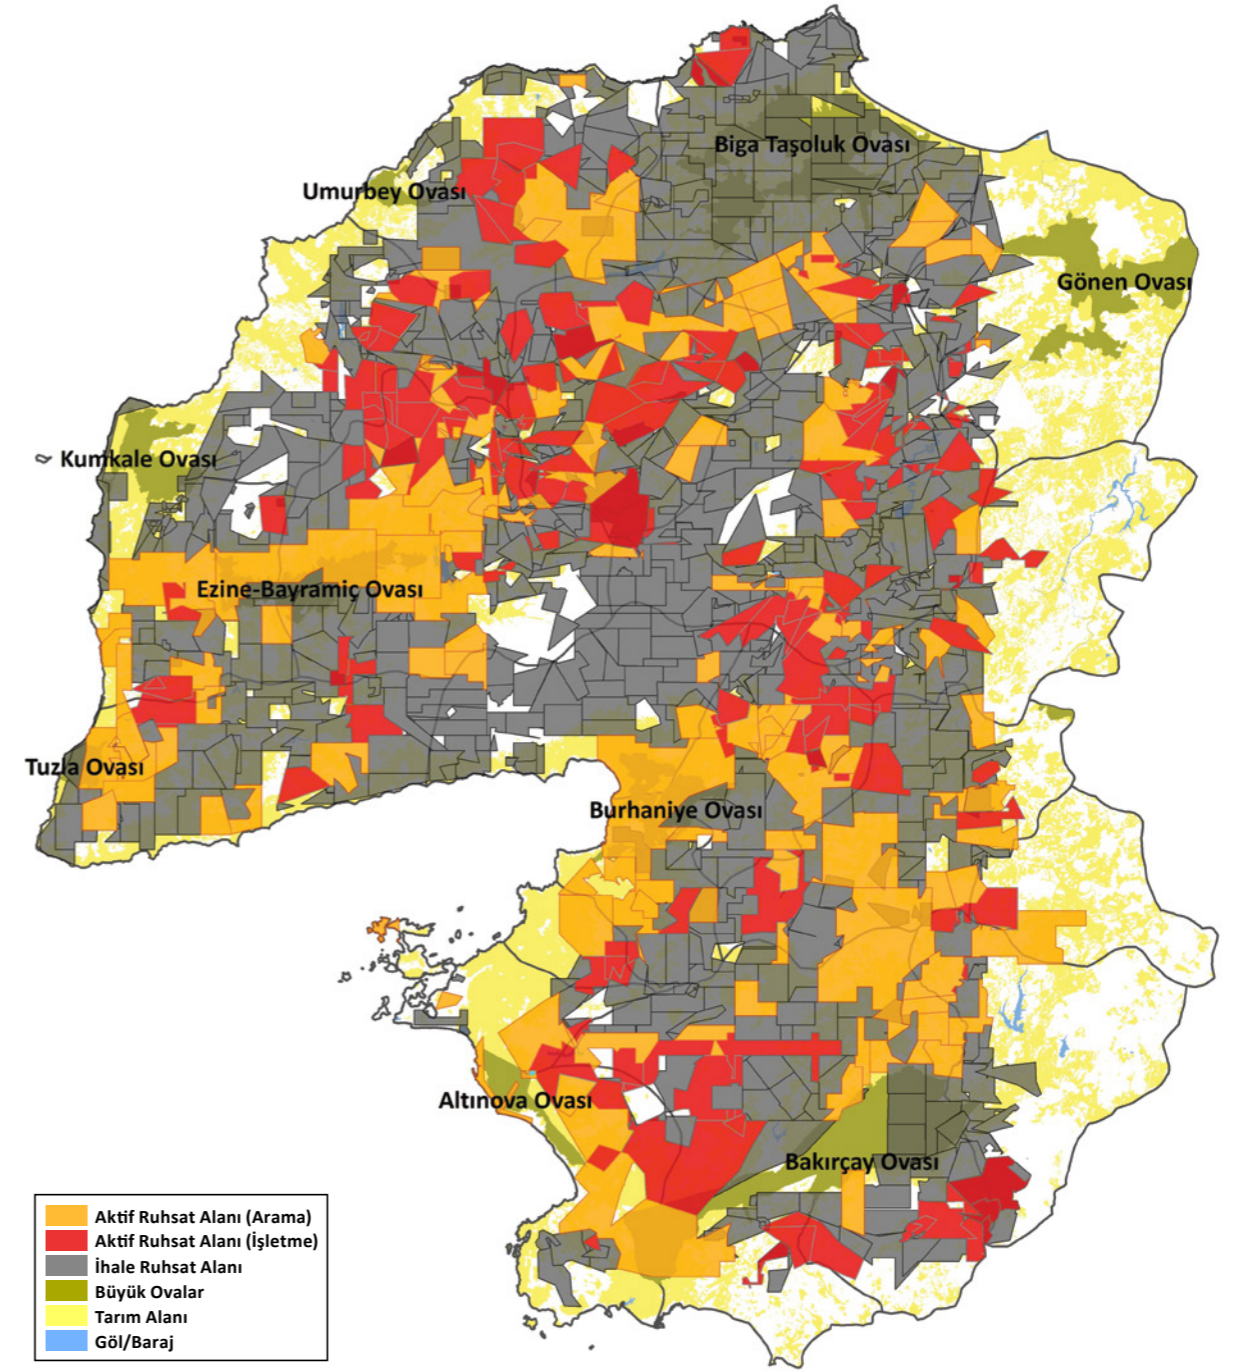 Biga Taşoluk Ovası
Umurbey Ovası
Gönen Ovası
Kumkale Ovası
Ezine-Bayramiç Ovası
Tuzla Ovası
Burhaniye Ovası
Altınova Ovası
Bakırçay Ovası
Aktif Ruhsat Alanı (Arama)
Aktif Ruhsat Alanı (İşletme)
İhale Ruhsat Alanı
Büyük Ovalar
Tarım Alanı
Göl/Baraj